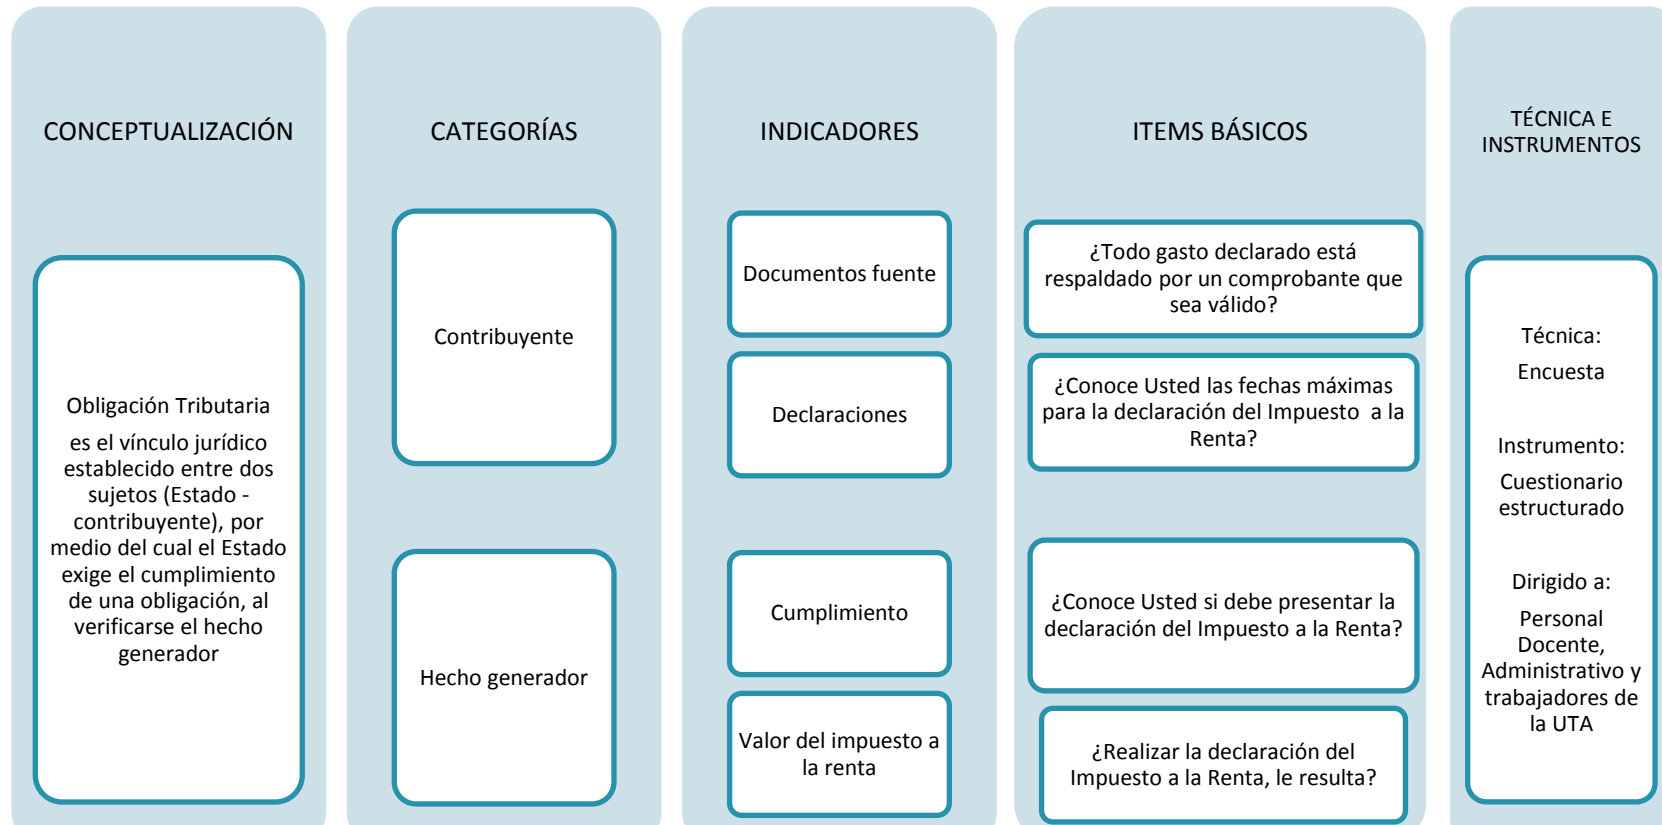 CONCEPTUALIZACIÓN
Obligación Tributaria
es el vínculo jurídico
establecido entre dos
sujetos (Estado -
contribuyente), por
medio del cual el Estado
exige el cumplimiento
de una obligación, al
verificarse el hecho
generador
CATEGORÍAS
Contribuyente
Hecho generador
INDICADORES
Documentos fuente
Declaraciones
Cumplimiento
Valor del impuesto a
la renta
ITEMS BÁSICOS
¿Todo gasto declarado está
respaldado por un comprobante que
sea válido?
¿Conoce Usted las fechas máximas
para la declaración del Impuesto a la
Renta?
¿Conoce Usted si debe presentar la
declaración del Impuesto a la Renta?
¿Realizar la declaración del
Impuesto a la Renta, le resulta?
TÉCNICA E
INSTRUMENTOS
Técnica:
Encuesta
Instrumento:
Cuestionario
estructurado
Dirigido a:
Personal
Docente,
Administrativo y
trabajadores de
la UTA